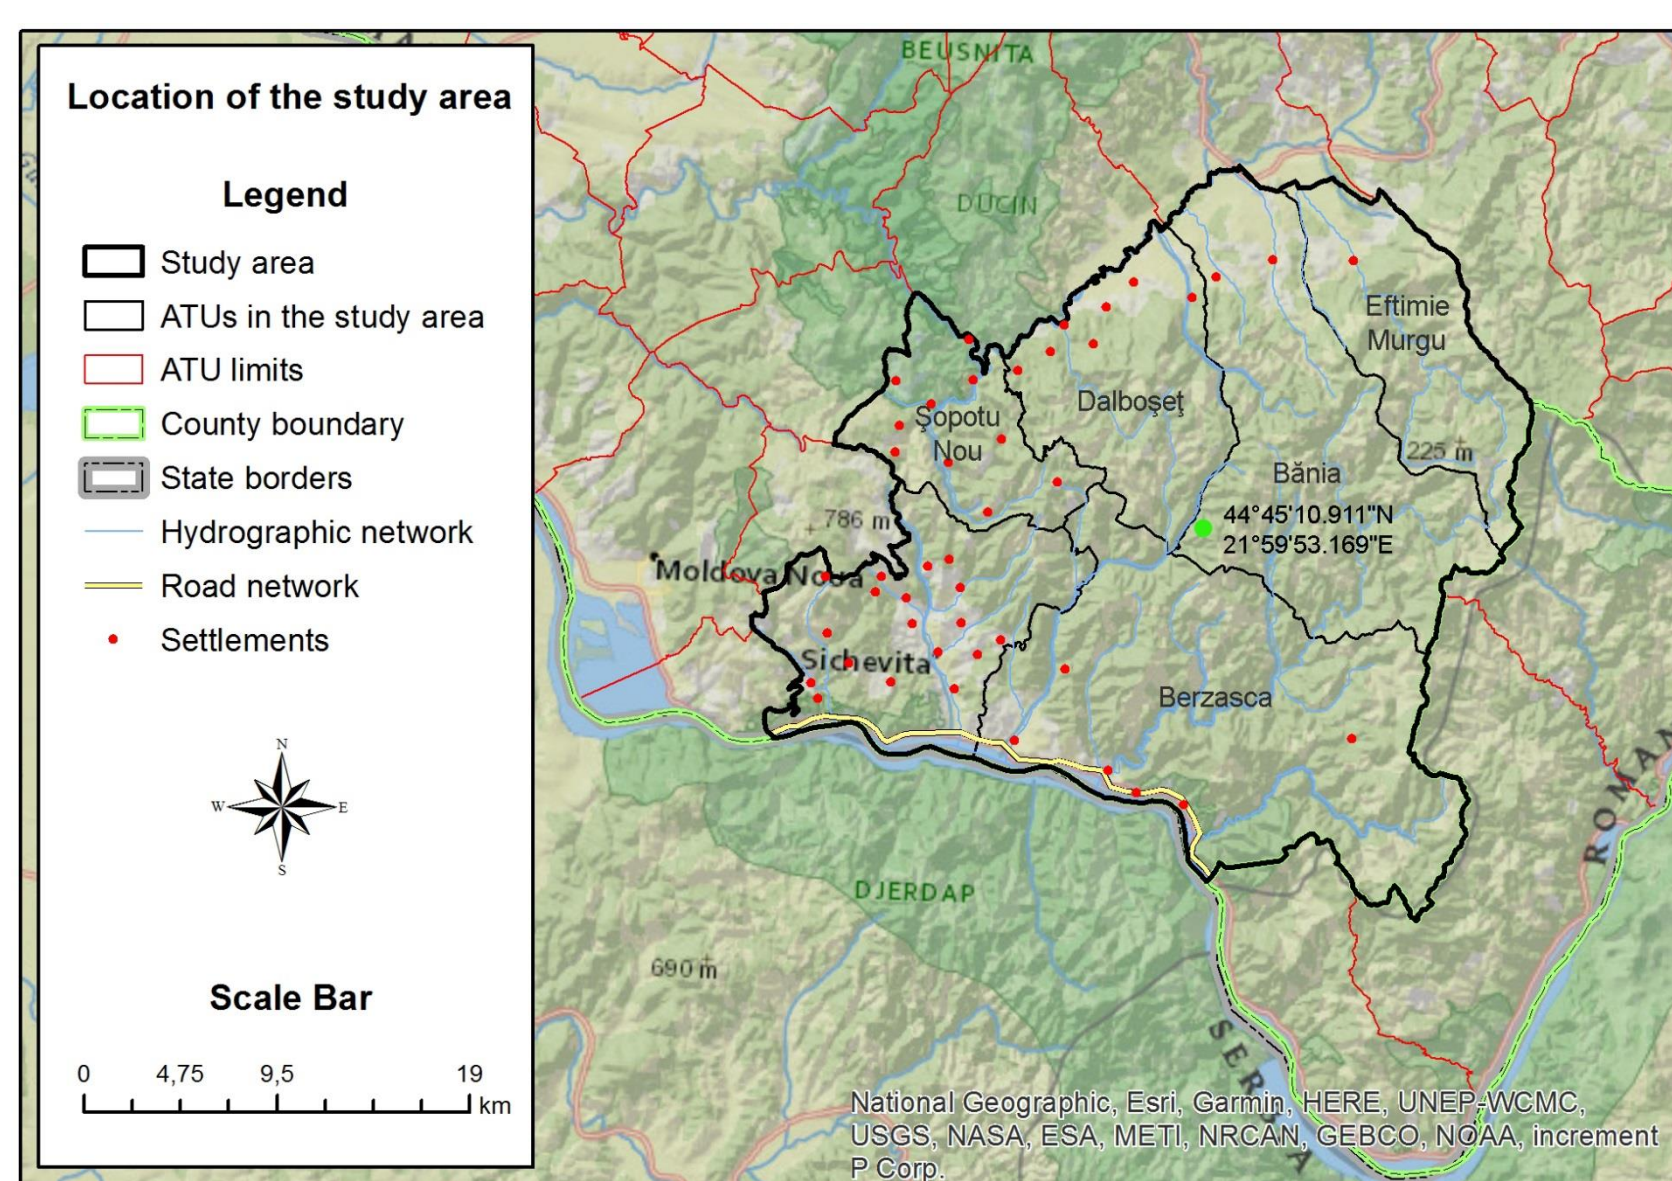 Location of the study area
Legend
Study area
ATUs in the study area
ATU limits
County boundary
State borders
Hydrographic network
Road network
Settlements
N
W
E
S
Scale Bar
0 4,75 9,5 19
km
BEUSNITA
DUCIN
Eftimie
Murgu
Dalboşeţ
Şopotu
Nou
225 m
Bănia
44°45'10.911"N
21°59'53.169"E
786 m
Moldova Noua
Sichevita
Berzasca
ROMAN
DJERDAP
690 m
SERBIA
National Geographic, Esri, Garmin, HERE, UNEP-WCMC,
USGS, NASA, ESA, METI, NRCAN, GEBCO, NOAA, increment
P Corp.